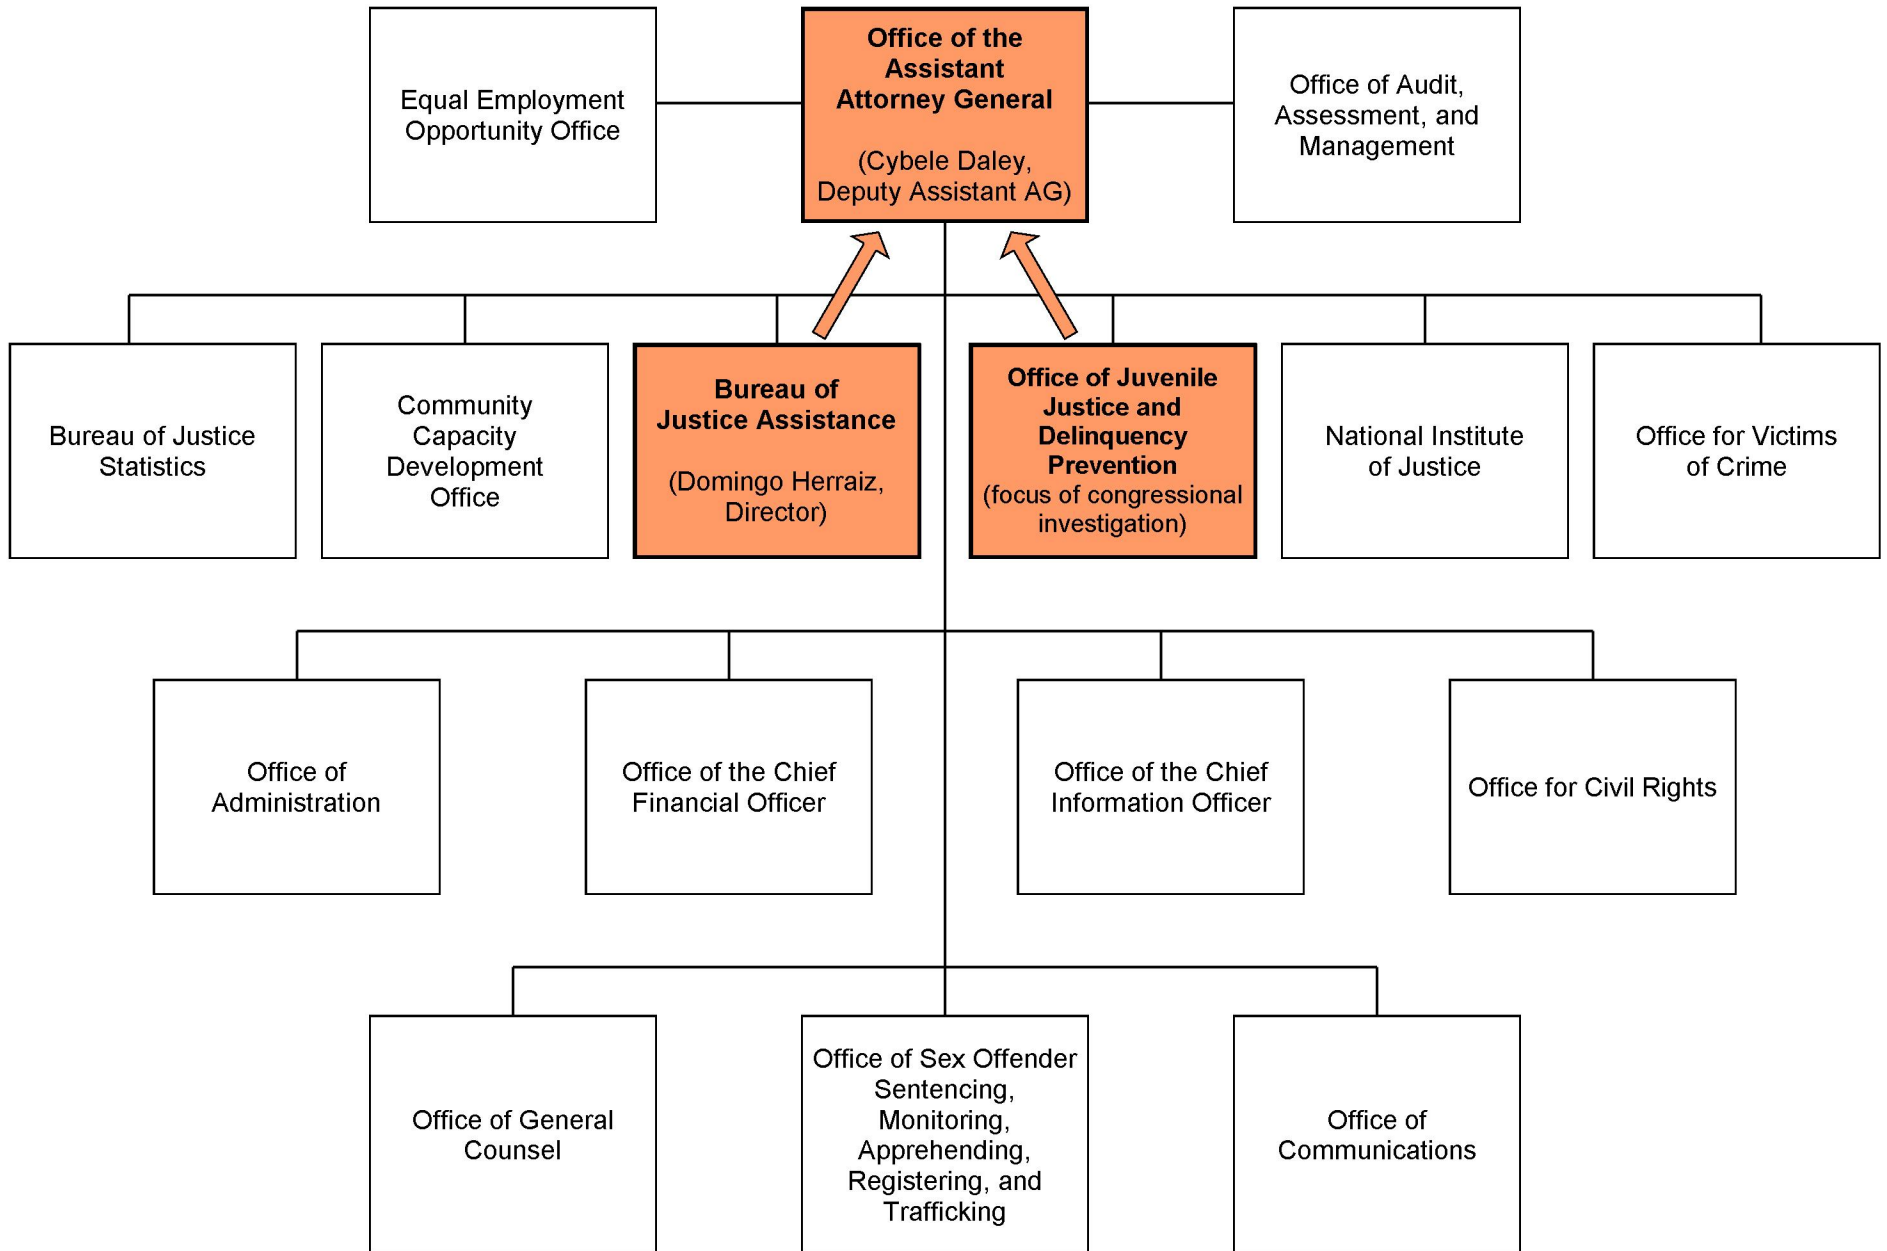 Equal Employment
Opportunity Office
Office of the
Assistant
Attorney General
(Cybele Daley,
Deputy Assistant AG)
Office of Audit,
Assessment, and
Management
Bureau of Justice
Statistics
Community
Capacity
Development
Office
Bureau of
Justice Assistance
(Domingo Herraiz,
Director)
Office of Juvenile
Justice and
Delinquency
Prevention
(focus of congressional
investigation)
National Institute
of Justice
Office for Victims
of Crime
Office of
Administration
Office of the Chief
Financial Officer
Office of the Chief
Information Officer
Office for Civil Rights
Office of General
Counsel
Office of Sex Offender
Sentencing,
Monitoring,
Apprehending,
Registering, and
Trafficking
Office of
Communications